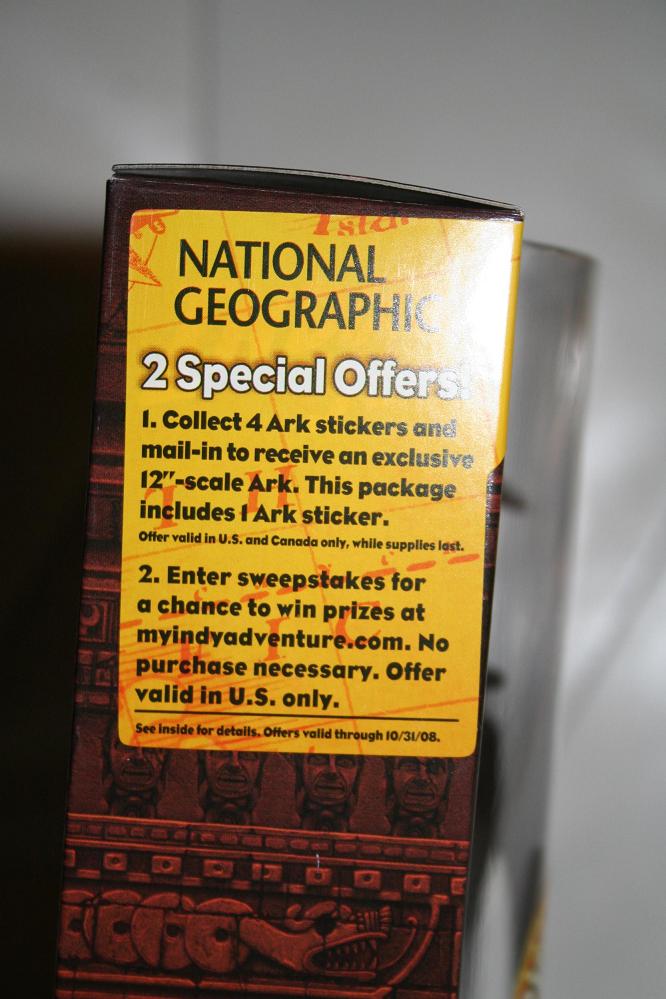 NATIONAL
GEOGRAPHIC
2 Special Offers!
1. Collect 4 Ark stickers and
mail-in to receive an exclusive
12"-scale Ark. This package
includes 1 Ark sticker.
Offer valid in U.S. and Canada only, while supplies last.
2. Enter sweepstakes for
a chance to win prizes at
myindyadventure.com. No
purchase necessary. Offer
valid in U.S. only.
See inside for details. Offers valid through 10/31/08.